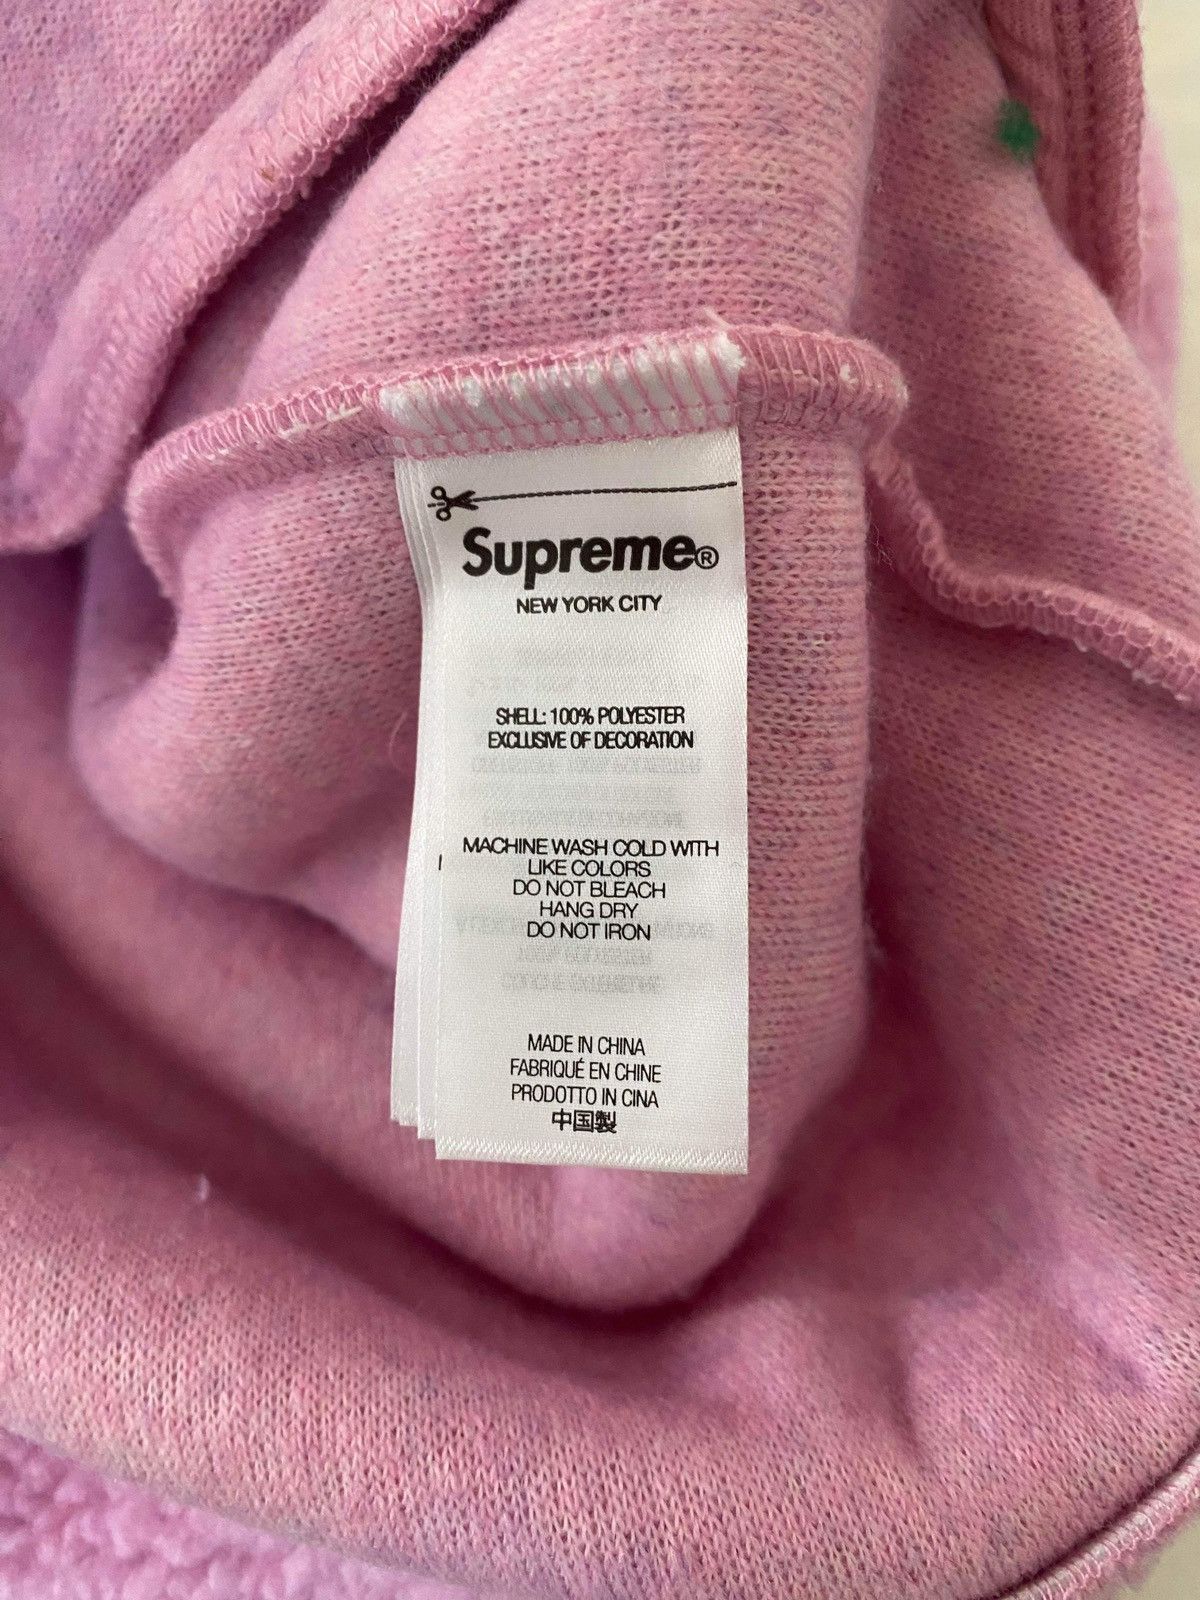 Supreme®
NEW YORK CITY
SHELL: 100% POLYESTER
EXCLUSIVE OF DECORATION
MACHINE WASH COLD WITH
LIKE COLORS
DO NOT BLEACH
HANG DRY
DO NOT IRON
MADE IN CHINA
FABRIQUÉ EN CHINE
PRODOTTO IN CINA
中国製